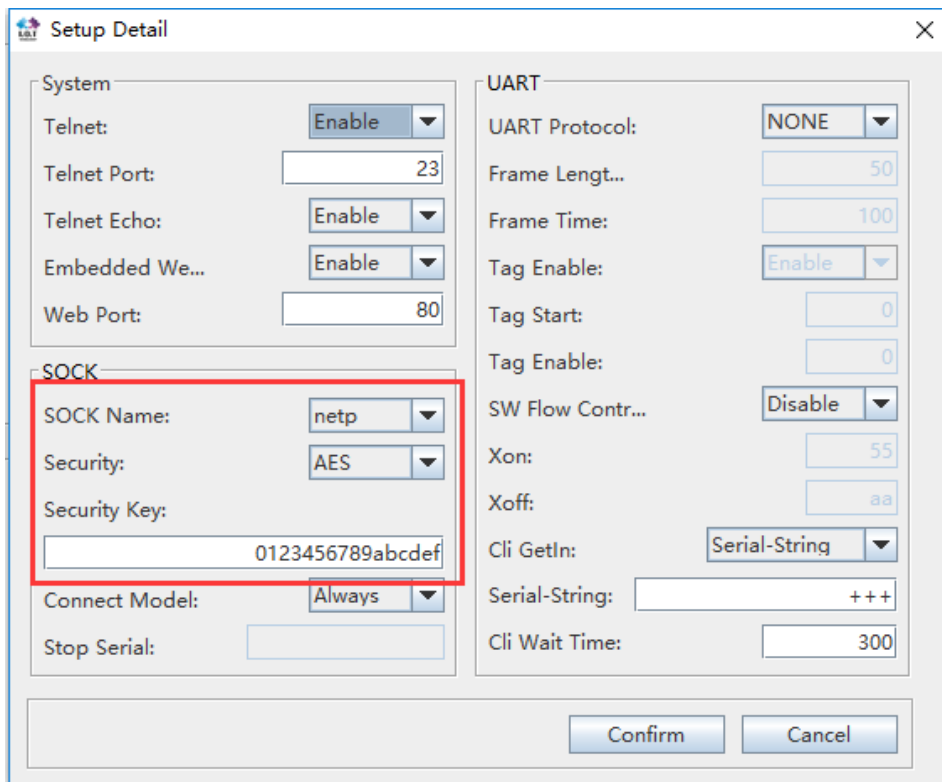 Setup Detail
System
Telnet: Enable
Telnet Port: 23
Telnet Echo: Enable
Embedded We... Enable
Web Port: 80
SOCK
SOCK Name: netp
Security: AES
Security Key:
0123456789abcdef
Connect Model: Always
Stop Serial:
UART
UART Protocol: NONE
Frame Lengt... 50
Frame Time: 100
Tag Enable: Enable
Tag Start: 0
Tag Enable: 0
SW Flow Contr... Disable
Xon: 55
Xoff: aa
Cli GetIn: Serial-String
Serial-String: +++
Cli Wait Time: 300
Confirm Cancel